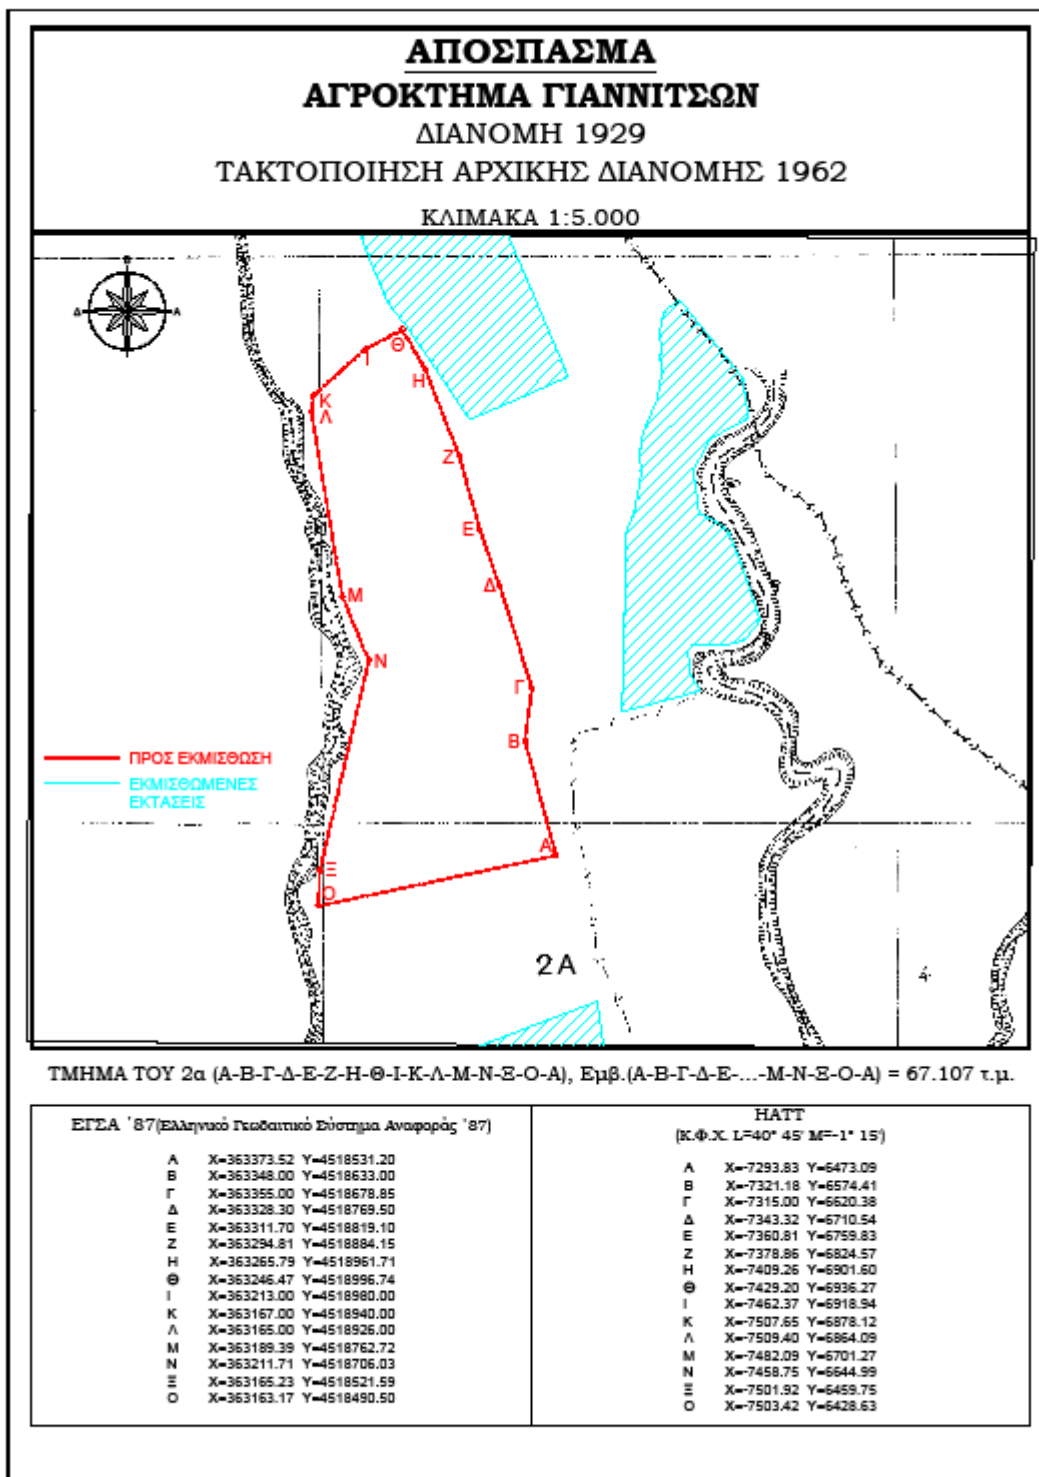 ΑΠΟΣΠΑΣΜΑ
ΑΓΡΟΚΤΗΜΑ ΓΙΑΝΝΙΤΣΩΝ
ΔΙΑΝΟΜΗ 1929
ΤΑΚΤΟΠΟΙΗΣΗ ΑΡΧΙΚΗΣ ΔΙΑΝΟΜΗΣ 1962
ΚΛΙΜΑΚΑ 1:5.000
Β
Δ
Α
Θ
Ι
Η
Κ
Λ
Ζ
Ε
Δ
Μ
Ν
Γ
Β
Α
Ξ
Ο
ΠΡΟΣ ΕΚΜΙΣΘΩΣΗ
ΕΚΜΙΣΘΩΜΕΝΕΣ
ΕΚΤΑΣΕΙΣ
2Α
4
ΤΜΗΜΑ ΤΟΥ 2α (Α-Β-Γ-Δ-Ε-Ζ-Η-Θ-Ι-Κ-Λ-Μ-Ν-Ξ-Ο-Α), Εμβ.(Α-Β-Γ-Δ-Ε-...-Μ-Ν-Ξ-Ο-Α) = 67.107 τ.μ.
ΕΓΣΑ '87(Ελληνικό Γεωδαιτικό Σύστημα Αναφοράς '87)
Α X=363373.52 Y=4518531.20
Β X=363348.00 Y=4518633.00
Γ X=363355.00 Y=4518678.85
Δ X=363328.30 Y=4518769.50
Ε X=363311.70 Y=4518819.10
Ζ X=363294.81 Y=4518884.15
Η X=363265.79 Y=4518961.71
Θ X=363246.47 Y=4518996.74
Ι X=363213.00 Y=4518980.00
Κ X=363167.00 Y=4518940.00
Λ X=363165.00 Y=4518926.00
Μ X=363189.39 Y=4518762.72
Ν X=363211.71 Y=4518706.03
Ξ X=363165.23 Y=4518521.59
Ο X=363163.17 Y=4518490.50
HATT
(Κ.Φ.Χ. L=40° 45' M=-1° 15')
Α X=-7293.83 Y=6473.09
Β X=-7321.18 Y=6574.41
Γ X=-7315.00 Y=6620.38
Δ X=-7343.32 Y=6710.54
Ε X=-7360.81 Y=6759.83
Ζ X=-7378.86 Y=6824.57
Η X=-7409.26 Y=6901.60
Θ X=-7429.20 Y=6936.27
Ι X=-7462.37 Y=6918.94
Κ X=-7507.65 Y=6878.12
Λ X=-7509.40 Y=6864.09
Μ X=-7482.09 Y=6701.27
Ν X=-7458.75 Y=6644.99
Ξ X=-7501.92 Y=6459.75
Ο X=-7503.42 Y=6428.63